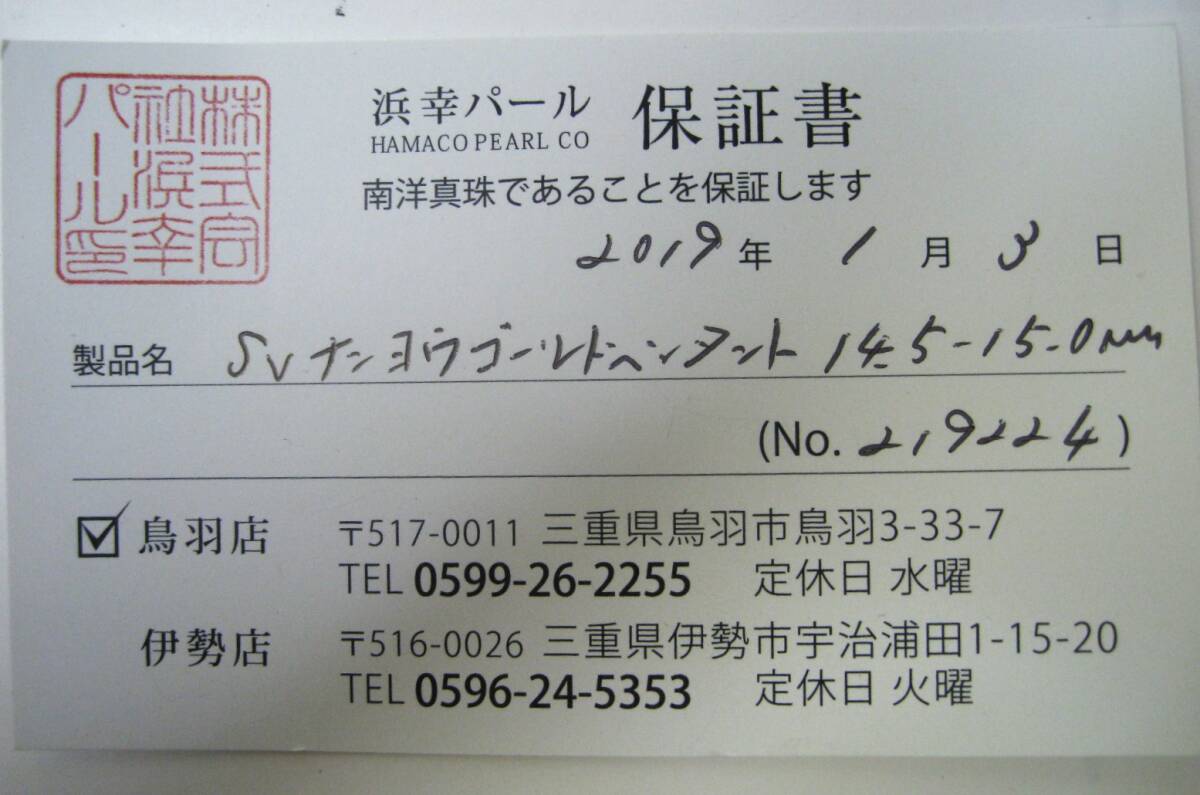 株式会
社浜幸
パール印
浜幸パール 保証書
HAMACO PEARL CO
南洋真珠であることを保証します
2019年 1月 3日
製品名 SVナンヨウゴールドペンダント 14.5-15.0mm
(No. 219224)
☑ 鳥羽店 〒517-0011 三重県鳥羽市鳥羽3-33-7
TEL 0599-26-2255 定休日 水曜
伊勢店 〒516-0026 三重県伊勢市宇治浦田1-15-20
TEL 0596-24-5353 定休日 火曜